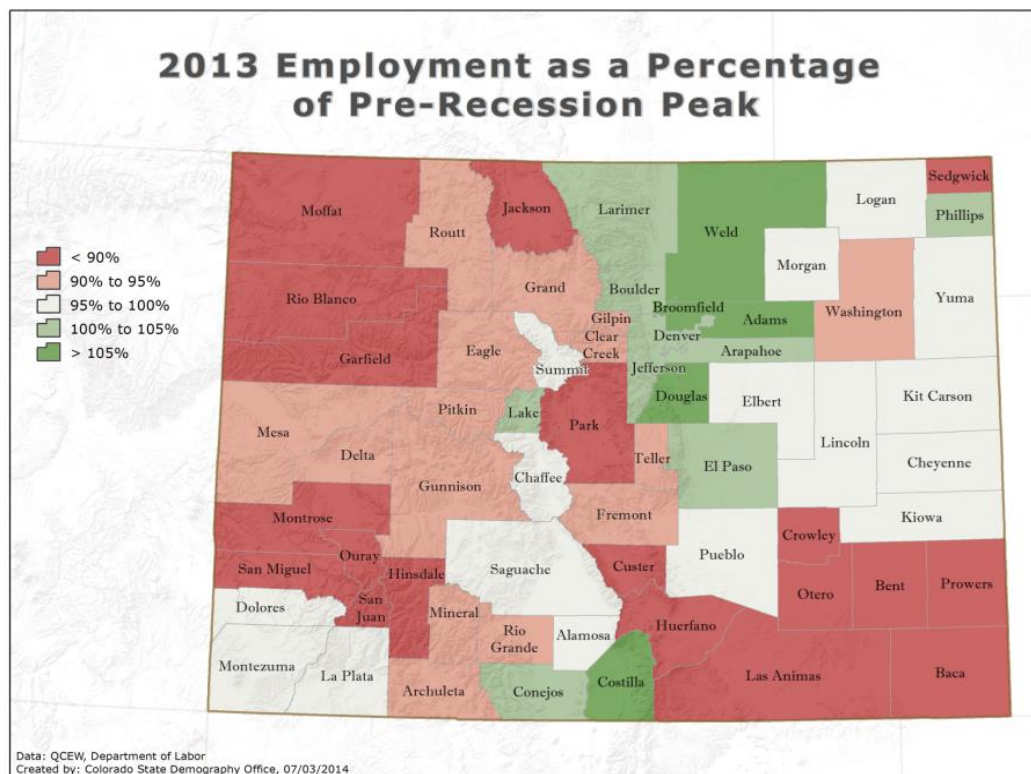 2013 Employment as a Percentage
of Pre-Recession Peak
< 90%
90% to 95%
95% to 100%
100% to 105%
> 105%
Moffat
Routt
Jackson
Larimer
Weld
Logan
Sedgwick
Phillips
Rio Blanco
Grand
Boulder
Morgan
Washington
Yuma
Broomfield
Adams
Gilpin
Clear
Creek
Denver
Arapahoe
Garfield
Eagle
Summit
Jefferson
Douglas
Elbert
Kit Carson
Mesa
Pitkin
Lake
Park
Lincoln
Delta
Gunnison
Chaffee
Teller
El Paso
Cheyenne
Montrose
Fremont
Kiowa
Ouray
Pueblo
Crowley
San Miguel
Hinsdale
Saguache
Custer
Otero
Bent
Prowers
Dolores
San
Juan
Mineral
Rio
Grande
Alamosa
Huerfano
Montezuma
La Plata
Archuleta
Conejos
Costilla
Las Animas
Baca
Data: QCEW, Department of Labor
Created by: Colorado State Demography Office, 07/03/2014